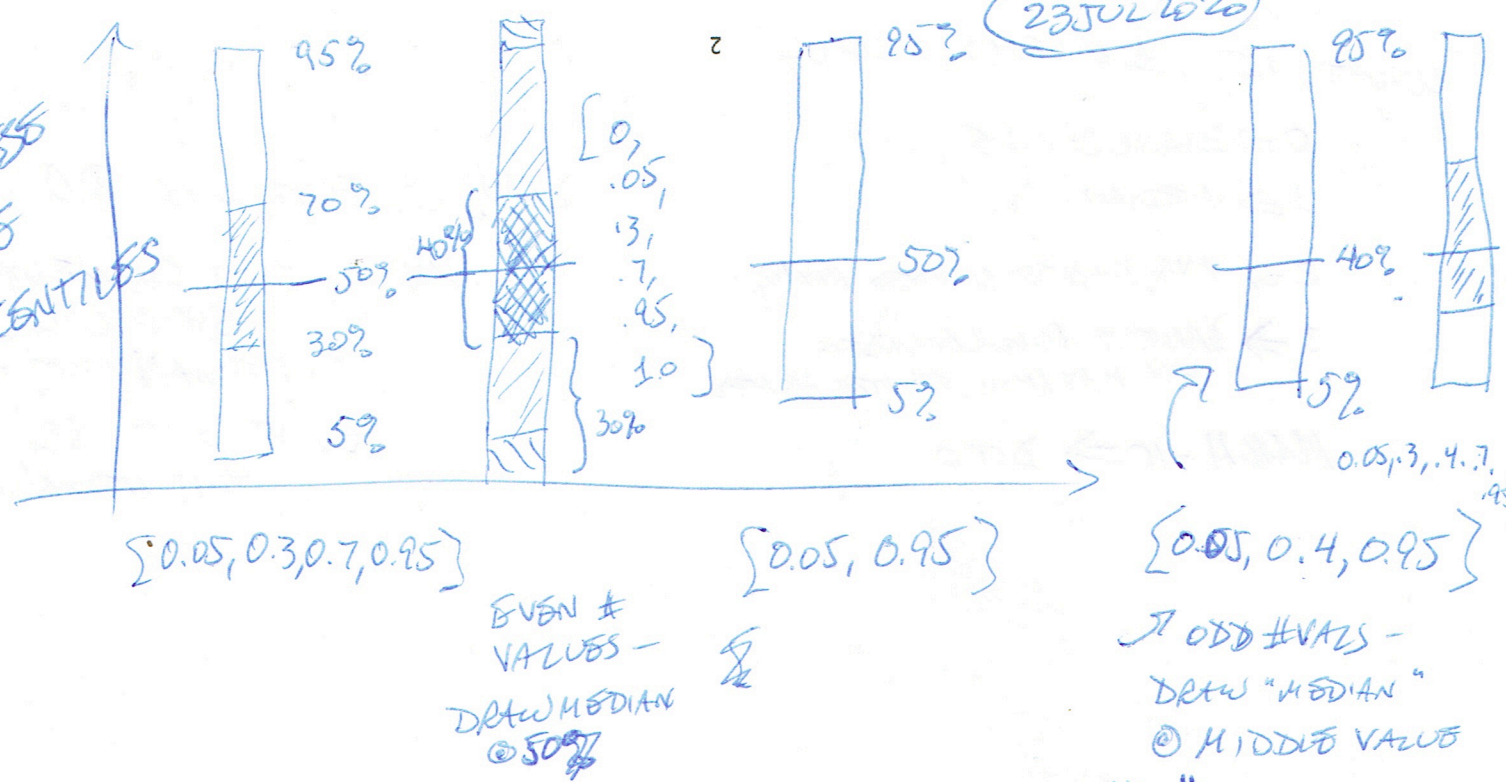 23JUL2020
2
95%
70%
50%
30%
5%
40%
[0,
.05,
.3,
.7,
.95,
1.0]
30%
95%
50%
5%
95%
40%
5%
0.05, .3, .4, .7,
{0.05, 0.3, 0.7, 0.95}
{0.05, 0.95}
{0.05, 0.4, 0.95}
EVEN #
VALUES -
DRAW MEDIAN
@ 50%
ODD #VALS -
DRAW "MEDIAN"
@ MIDDLE VALUE